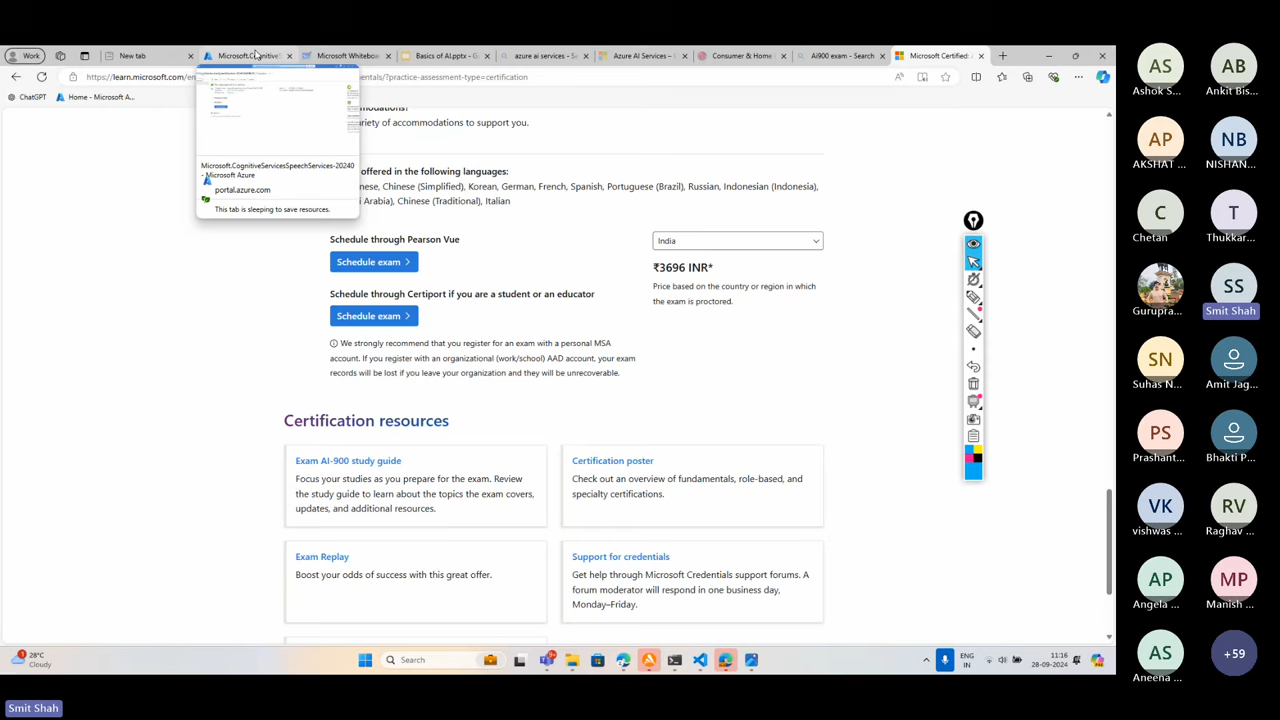 Work
New tab
Microsoft.CognitiveS
Microsoft Whiteboa
Basics of AI.pptx - G
azure ai services - Se
Azure AI Services –
Consumer & Home
Ai900 exam - Search
Microsoft Certified:
https://learn.microsoft.com/en
entals/?practice-assessment-type=certification
ChatGPT
Home - Microsoft A...
Microsoft.CognitiveServicesSpeechServices-20240
- Microsoft Azure
portal.azure.com
This tab is sleeping to save resources.
modations?
riety of accommodations to support you.
offered in the following languages:
nese, Chinese (Simplified), Korean, German, French, Spanish, Portuguese (Brazil), Russian, Indonesian (Indonesia),
i Arabia), Chinese (Traditional), Italian
Schedule through Pearson Vue
Schedule exam
India
₹3696 INR*
Price based on the country or region in which
the exam is proctored.
Schedule through Certiport if you are a student or an educator
Schedule exam
We strongly recommend that you register for an exam with a personal MSA
account. If you register with an organizational (work/school) AAD account, your exam
records will be lost if you leave your organization and they will be unrecoverable.
Certification resources
Exam AI-900 study guide
Focus your studies as you prepare for the exam. Review
the study guide to learn about the topics the exam covers,
updates, and additional resources.
Certification poster
Check out an overview of fundamentals, role-based, and
specialty certifications.
Exam Replay
Boost your odds of success with this great offer.
Support for credentials
Get help through Microsoft Credentials support forums. A
forum moderator will respond in one business day,
Monday–Friday.
28°C
Cloudy
Search
ENG
IN
11:16
28-09-2024
AS
Ashok S...
AB
Ankit Bis...
AP
AKSHAT ...
NB
NISHAN...
C
Chetan
T
Thukkar...
Gurupra...
SS
Smit Shah
SN
Suhas N...
Amit Jag...
PS
Prashant...
Bhakti P...
VK
vishwas ...
RV
Raghav ...
AP
Angela ...
MP
Manish ...
AS
Aneena ...
+59
Smit Shah